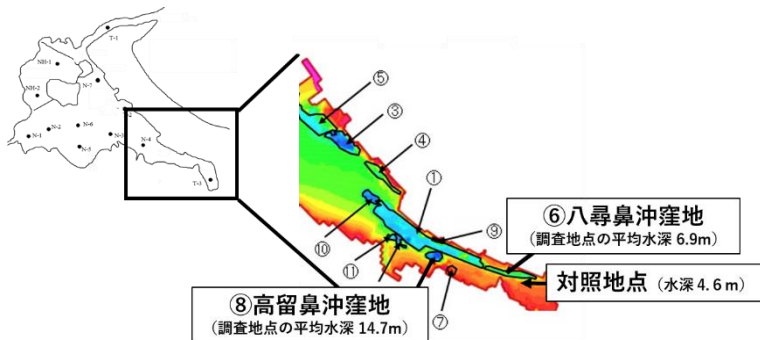 T-1
NH-1
N-7
NH-2
N-6
N-2
N-1
N-3
N-4
N-5
T-3
⑤
③
④
①
⑨
⑩
⑪
⑦
⑥八尋鼻沖窪地
(調査地点の平均水深 6.9m)
対照地点 (水深 4.6m)
⑧高留鼻沖窪地
(調査地点の平均水深 14.7m)